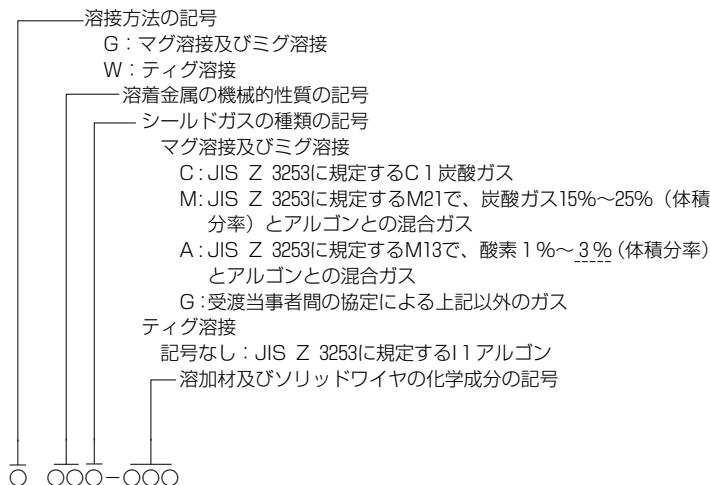 溶接方法の記号
G：マグ溶接及びミグ溶接
W：ティグ溶接
溶着金属の機械的性質の記号
シールドガスの種類の記号
マグ溶接及びミグ溶接
C：JIS Z 3253に規定するC1炭酸ガス
M：JIS Z 3253に規定するM21で、炭酸ガス15%～25%（体積
分率）とアルゴンとの混合ガス
A：JIS Z 3253に規定するM13で、酸素1%～3%（体積分率）
とアルゴンとの混合ガス
G：受渡当事者間の協定による上記以外のガス
ティグ溶接
記号なし：JIS Z 3253に規定するI1アルゴン
溶加材及びソリッドワイヤの化学成分の記号
○ ○○○－○○○